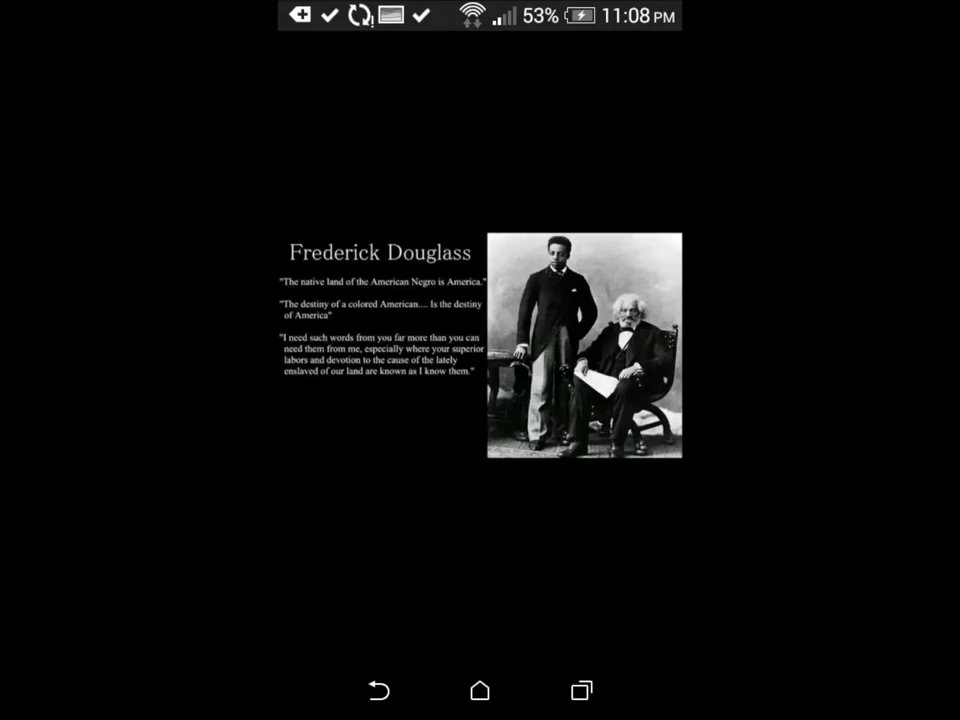 53% 11:08 PM
Frederick Douglass
"The native land of the American Negro is America."
"The destiny of a colored American.... Is the destiny
of America"
"I need such words from you far more than you can
need them from me, especially where your superior
labors and devotion to the cause of the lately
enslaved of our land are known as I know them."